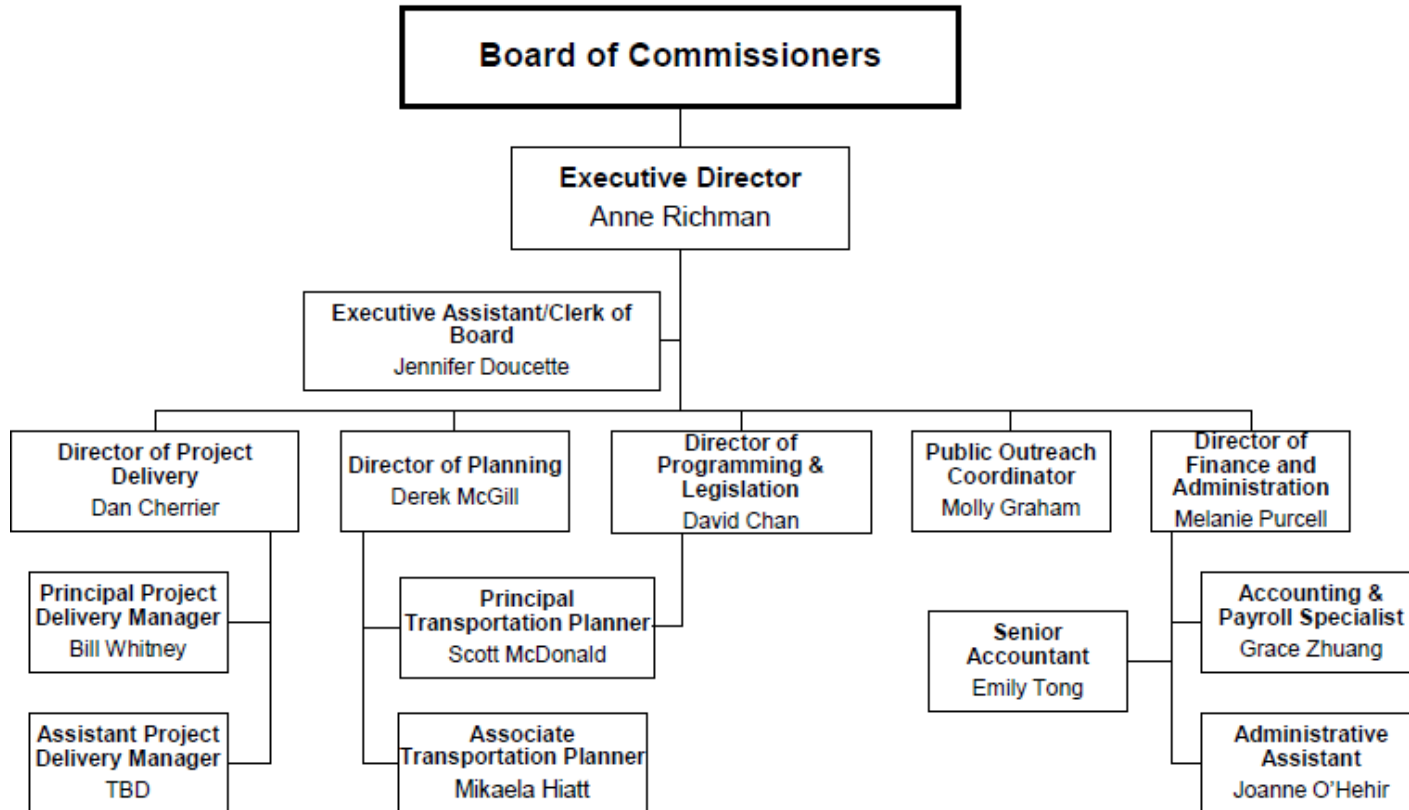 Board of Commissioners
Executive Director
Anne Richman
Executive Assistant/Clerk of
Board
Jennifer Doucette
Director of Project
Delivery
Dan Cherrier
Director of Planning
Derek McGill
Director of
Programming &
Legislation
David Chan
Public Outreach
Coordinator
Molly Graham
Director of
Finance and
Administration
Melanie Purcell
Principal Project
Delivery Manager
Bill Whitney
Principal
Transportation Planner
Scott McDonald
Senior
Accountant
Emily Tong
Accounting &
Payroll Specialist
Grace Zhuang
Assistant Project
Delivery Manager
TBD
Associate
Transportation Planner
Mikaela Hiatt
Administrative
Assistant
Joanne O'Hehir